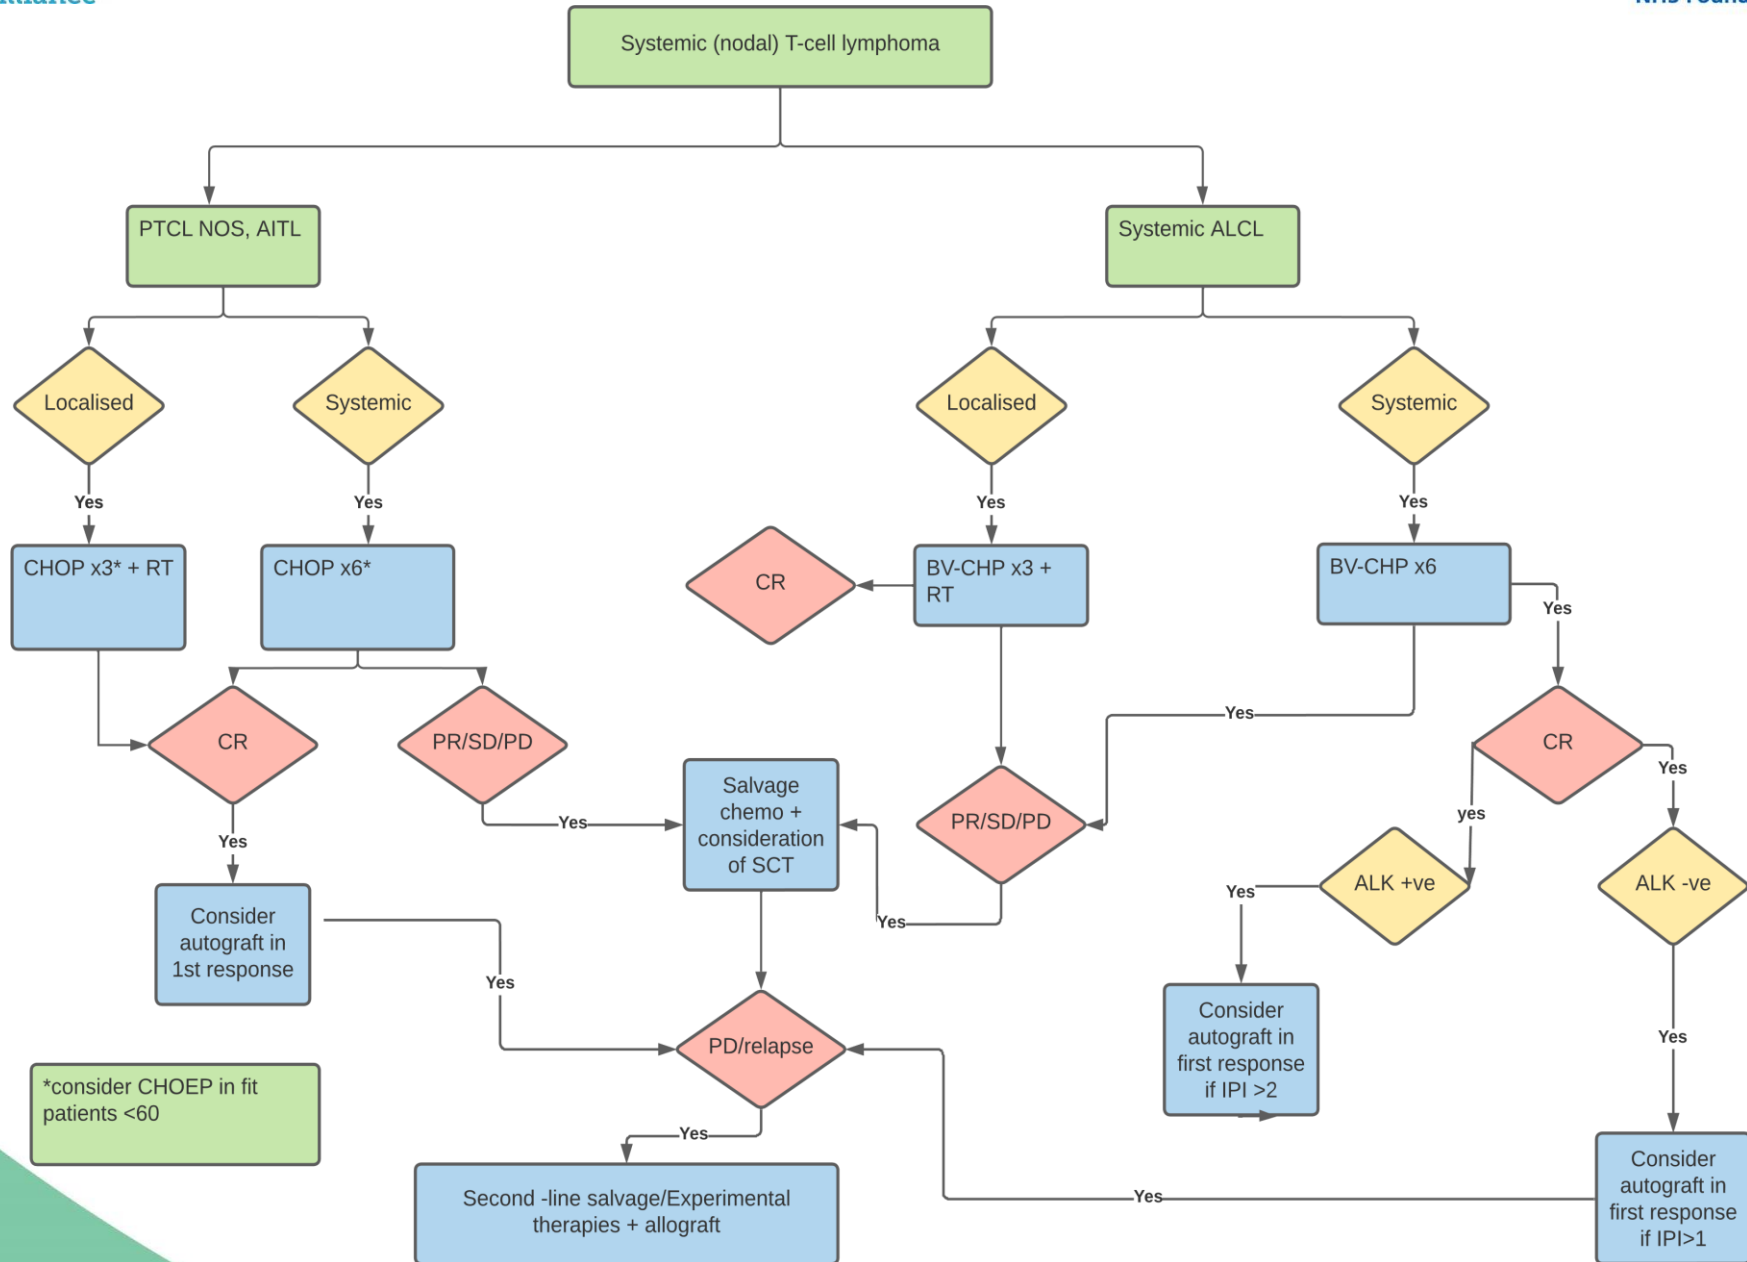 Systemic (nodal) T-cell lymphoma
PTCL NOS, AITL
Systemic ALCL
Localised
Systemic
Localised
Systemic
Yes
Yes
Yes
Yes
CHOP x3* + RT
CHOP x6*
CR
BV-CHP x3 +
RT
BV-CHP x6
Yes
CR
PR/SD/PD
Yes
CR
Yes
Salvage
chemo +
consideration
of SCT
PR/SD/PD
yes
Yes
Yes
Yes
ALK +ve
ALK -ve
Yes
Consider
autograft in
1st response
Yes
Yes
PD/relapse
Consider
autograft in
first response
if IPI >2
Yes
*consider CHOEP in fit
patients <60
Yes
Second -line salvage/Experimental
therapies + allograft
Yes
Consider
autograft in
first response
if IPI>1